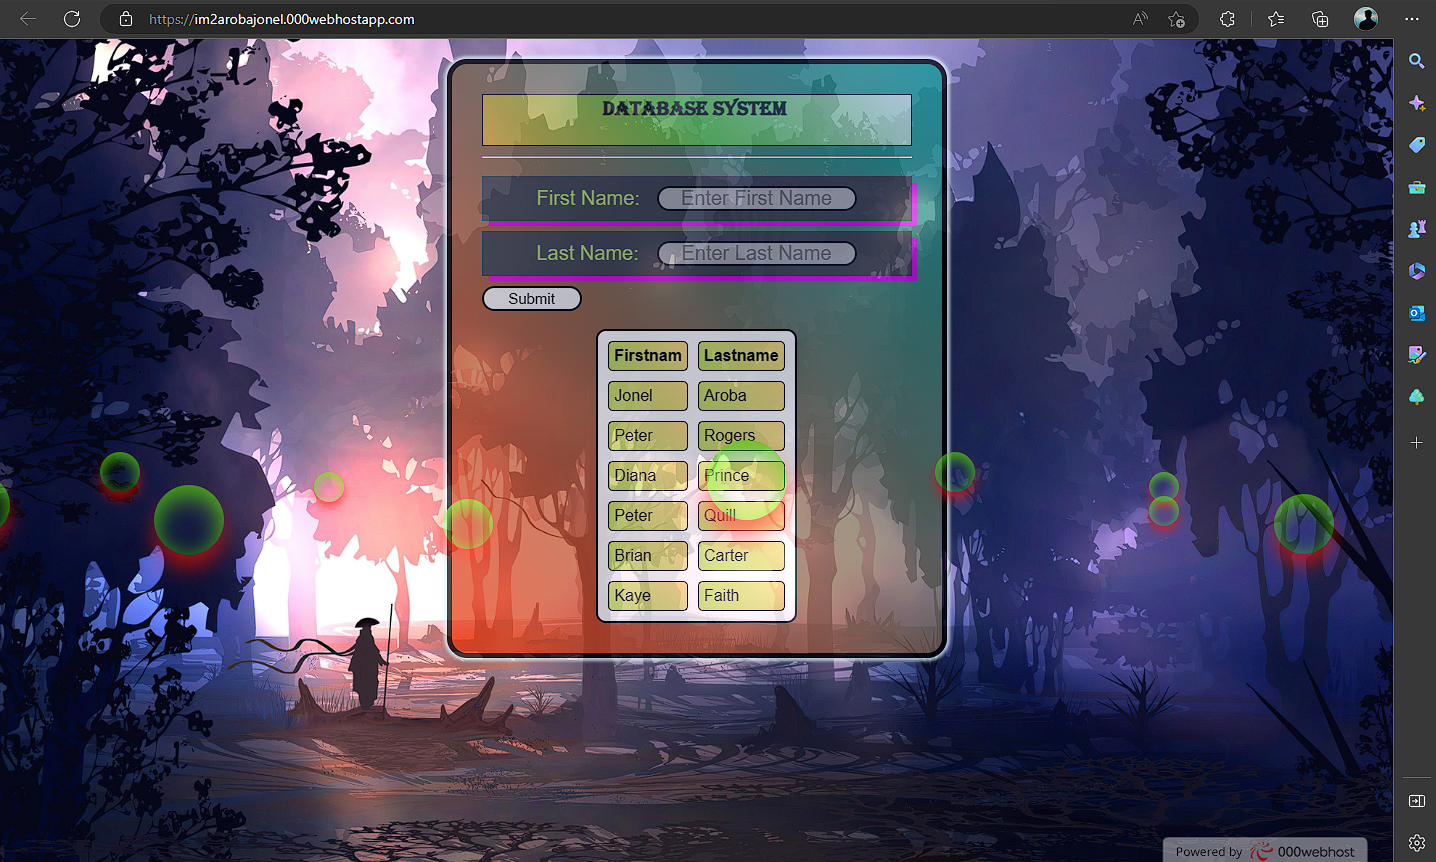 https://im2arobajonel.000webhostapp.com
DATABASE SYSTEM
First Name: Enter First Name
Last Name: Enter Last Name
Submit
Firstnam Lastname
Jonel Aroba
Peter Rogers
Diana Prince
Peter Quill
Brian Carter
Kaye Faith
Powered by 000webhost